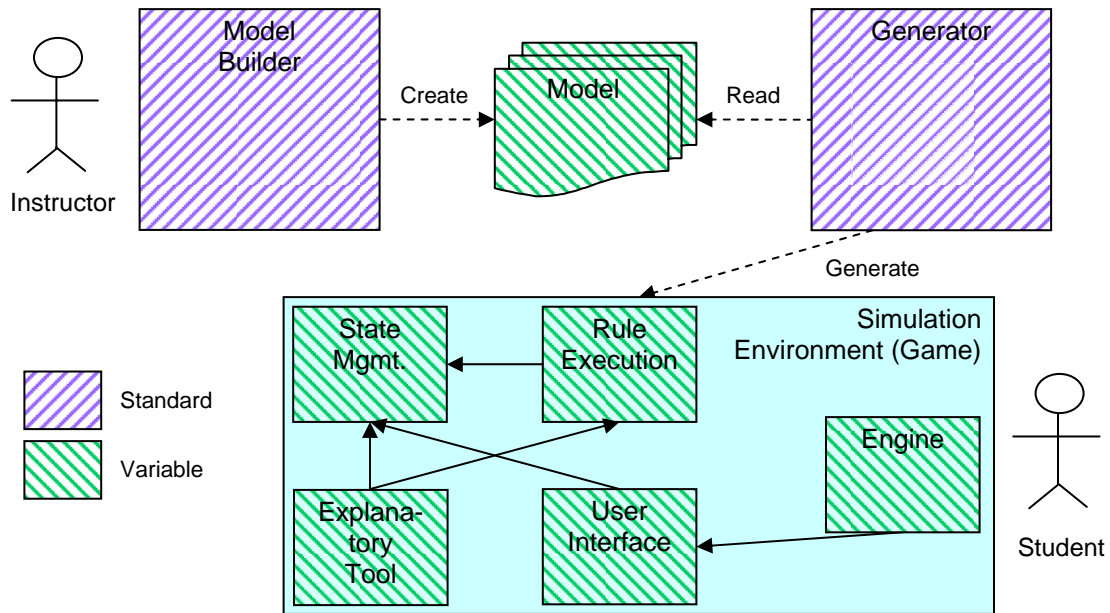 Model
Builder
Generator
Create
Model
Read
Instructor
Generate
State
Mgmt.
Rule
Execution
Simulation
Environment (Game)
Standard
Variable
Engine
Explana-
tory
Tool
User
Interface
Student